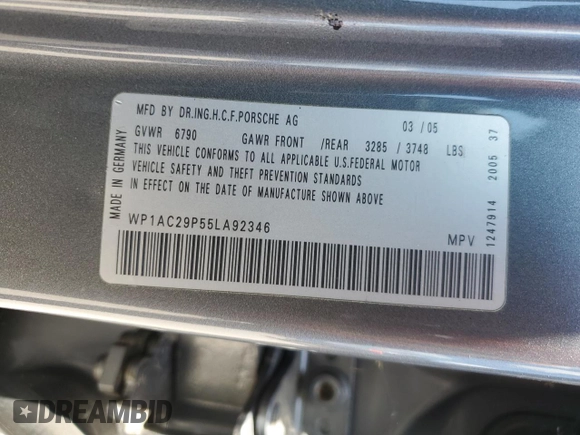 MFD BY DR.ING.H.C.F.PORSCHE AG 03 / 05
GVWR 6790 GAWR FRONT /REAR 3285 / 3748 LBS
THIS VEHICLE CONFORMS TO ALL APPLICABLE U.S.FEDERAL MOTOR
VEHICLE SAFETY AND THEFT PREVENTION STANDARDS
IN EFFECT ON THE DATE OF MANUFACTURE SHOWN ABOVE
WP1AC29P55LA92346 MPV
MADE IN GERMANY
1247914 2005 37
DREAMBID